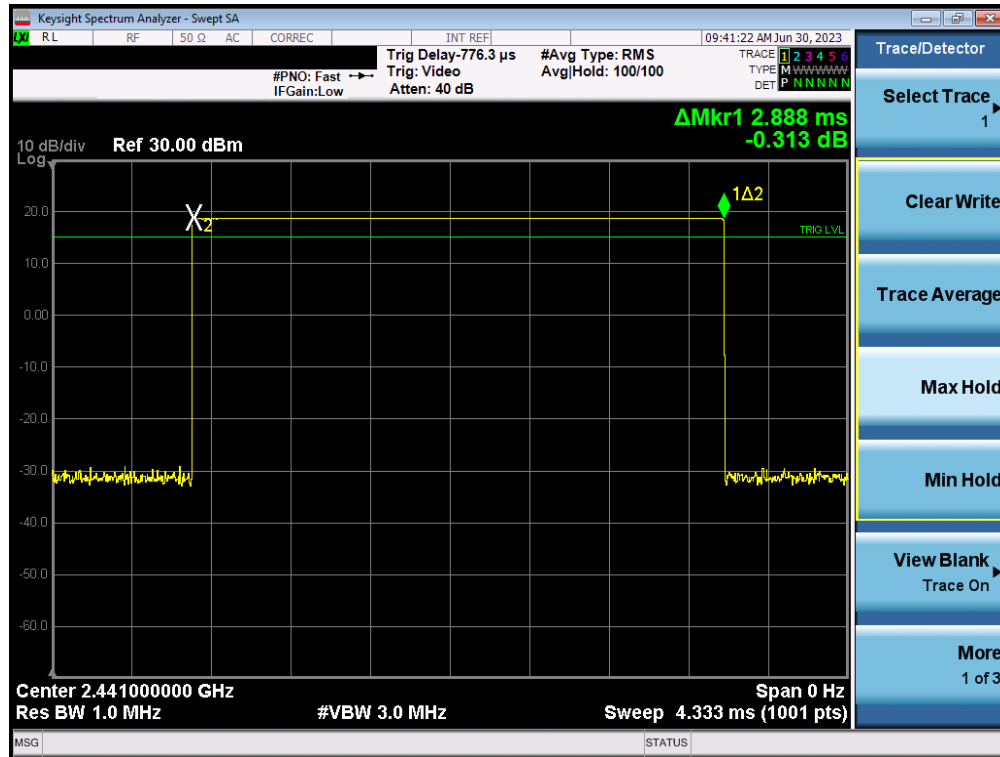 Keysight Spectrum Analyzer - Swept SA
LXI RL RF 50 Ω AC CORREC INT REF 09:41:22 AM Jun 30, 2023
Trig Delay-776.3 µs #Avg Type: RMS TRACE 1 2 3 4 5 6
#PNO: Fast Trig: Video Avg|Hold: 100/100 TYPE M WWWWW
IFGain:Low Atten: 40 dB DET P N N N N N
ΔMkr1 2.888 ms
-0.313 dB
10 dB/div Ref 30.00 dBm
Log
1Δ2
20.0
2
TRIG LVL
10.0
0.00
-10.0
-20.0
-30.0
-40.0
-50.0
-60.0
Center 2.441000000 GHz Span 0 Hz
Res BW 1.0 MHz #VBW 3.0 MHz Sweep 4.333 ms (1001 pts)
MSG STATUS
Trace/Detector
Select Trace
1
Clear Write
Trace Average
Max Hold
Min Hold
View Blank
Trace On
More
1 of 3